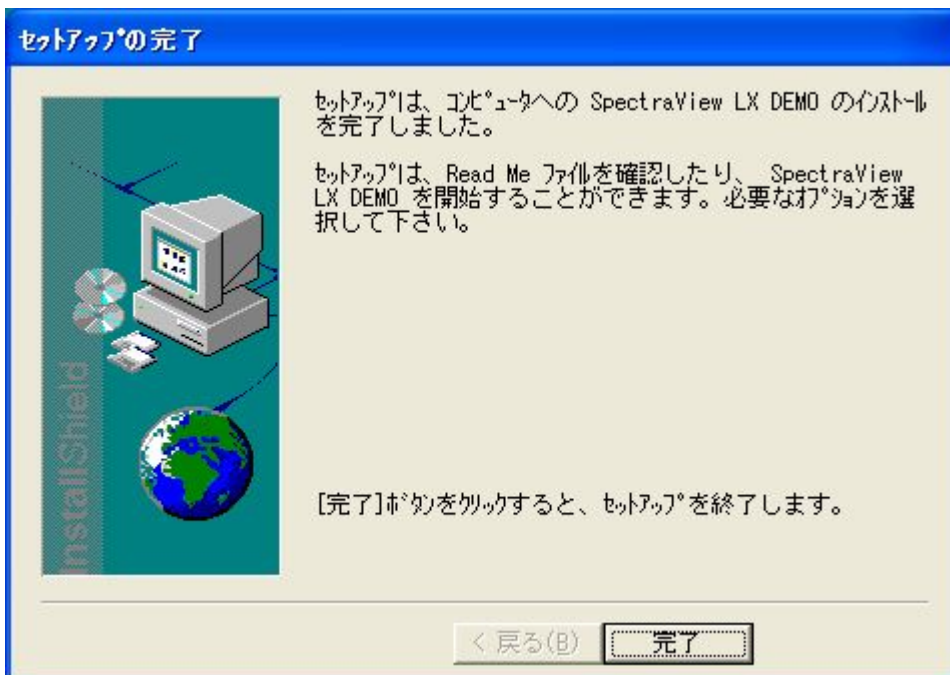 セットアップの完了
ｾｯﾄｱｯﾌﾟは、ｺﾝﾋﾟｭｰﾀへの SpectraView LX DEMO のｲﾝｽﾄｰﾙ
を完了しました。
ｾｯﾄｱｯﾌﾟは、Read Me ﾌｧｲﾙを確認したり、 SpectraView
LX DEMO を開始することができます。必要なｵﾌﾟｼｮﾝを選
択して下さい。
InstallShield
[完了]ﾎﾞﾀﾝをｸﾘｯｸすると、ｾｯﾄｱｯﾌﾟを終了します。
< 戻る(B)
完了